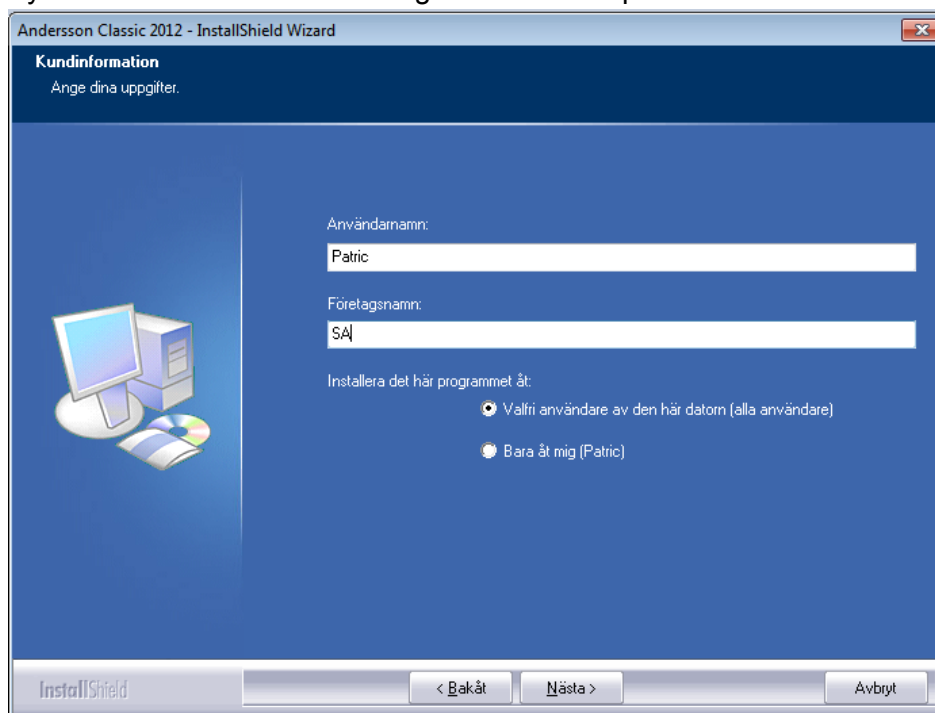 Andersson Classic 2012 - InstallShield Wizard
Kundinformation
Ange dina uppgifter.
Användarnamn:
Patric
Företagsnamn:
SA
Installera det här programmet åt:
Valfri användare av den här datorn (alla användare)
Bara åt mig (Patric)
InstallShield
< Bakåt
Nästa >
Avbryt